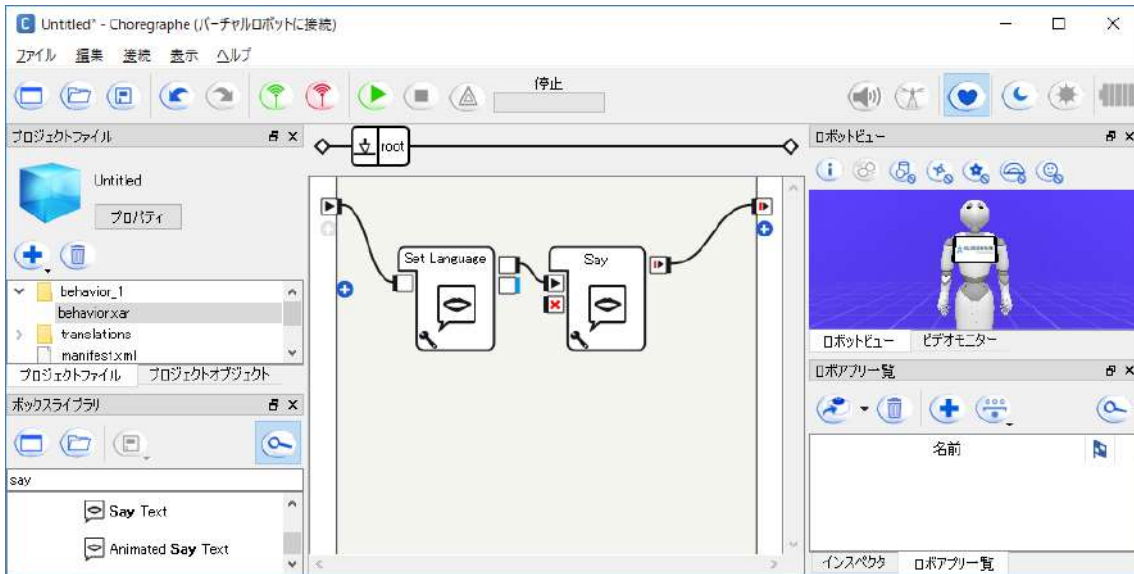 Untitled* - Choregraphe (バーチャルロボットに接続)
ファイル 編集 接続 表示 ヘルプ
停止
プロジェクトファイル
root
ロボットビュー
Untitled
プロパティ
Set Language
Say
behavior_1
behavior.xar
translations
manifest.xml
ロボットビュー ビデオモニター
プロジェクトファイル プロジェクトオブジェクト
ロボアプリ一覧
ボックスライブラリ
名前
say
Say Text
Animated Say Text
インスペクタ ロボアプリ一覧